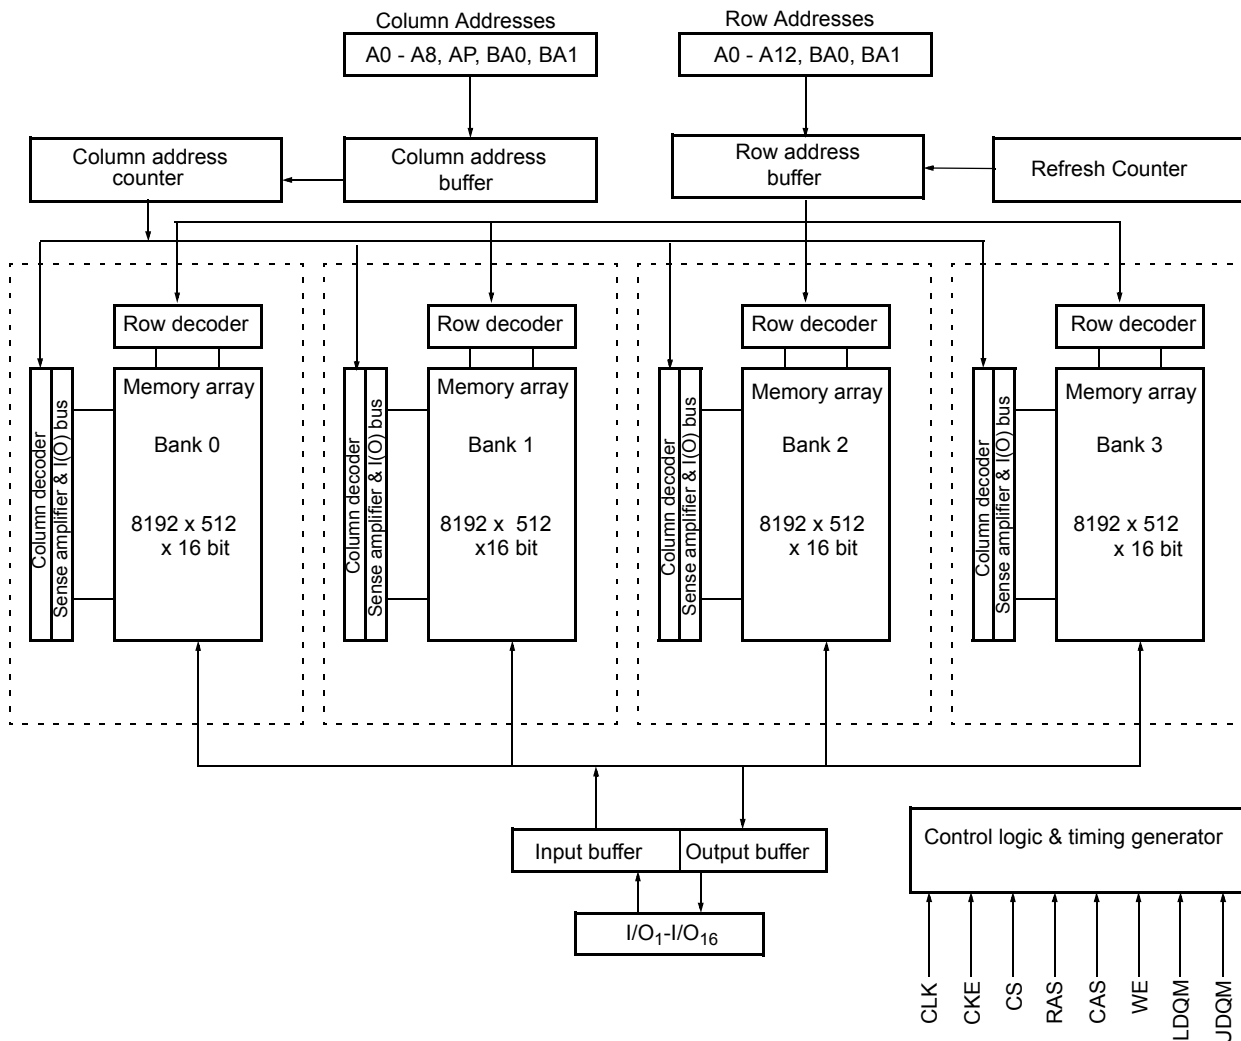 Column Addresses
Row Addresses
A0 - A8, AP, BA0, BA1
A0 - A12, BA0, BA1
Column address
counter
Column address
buffer
Row address
buffer
Refresh Counter
Row decoder
Row decoder
Row decoder
Row decoder
Column decoder
Sense amplifier & I(O) bus
Memory array
Bank 0
8192 x 512
x 16 bit
Column decoder
Sense amplifier & I(O) bus
Memory array
Bank 1
8192 x 512
x16 bit
Column decoder
Sense amplifier & I(O) bus
Memory array
Bank 2
8192 x 512
x 16 bit
Column decoder
Sense amplifier & I(O) bus
Memory array
Bank 3
8192 x 512
x 16 bit
Input buffer
Output buffer
I/O1-I/O16
Control logic & timing generator
CLK
CKE
CS
RAS
CAS
WE
LDQM
UDQM